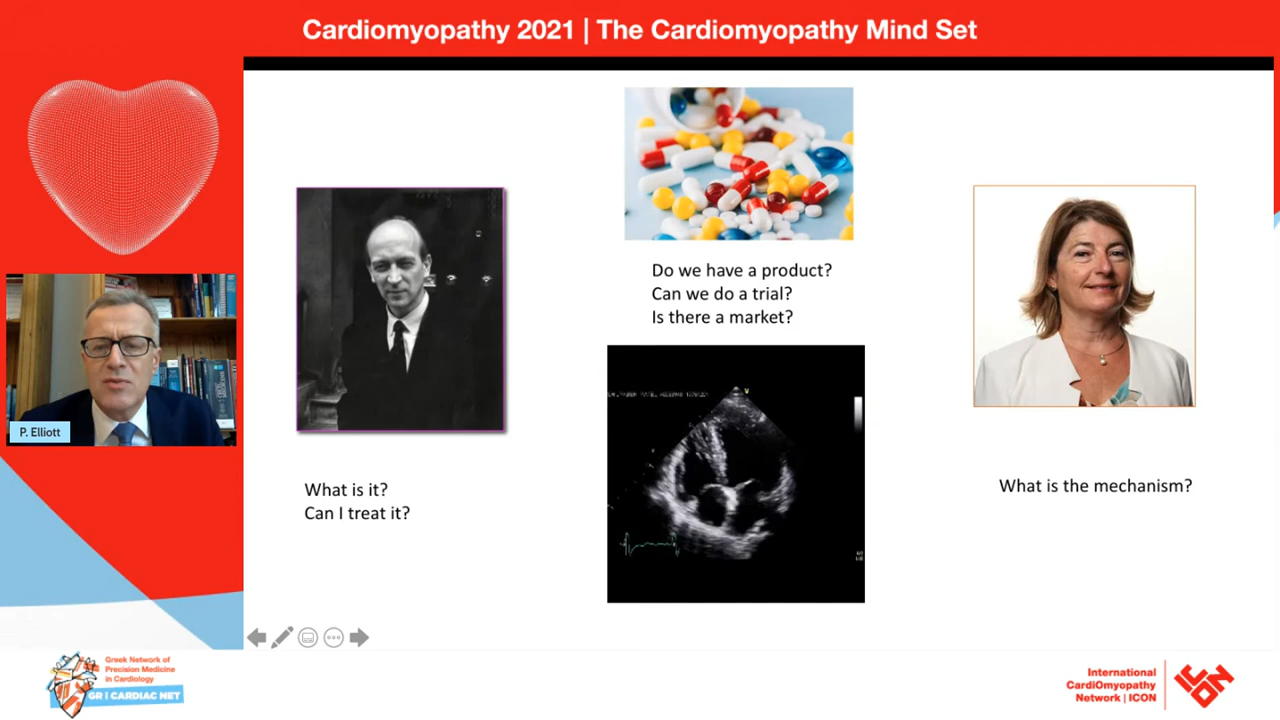 Cardiomyopathy 2021 | The Cardiomyopathy Mind Set
P. Elliott
What is it?
Can I treat it?
Do we have a product?
Can we do a trial?
Is there a market?
V
What is the mechanism?
Greek Network of
Precision Medicine
in Cardiology
GR | CARDIAC NET
International
CardiOmyopathy
Network | ICON
ICON